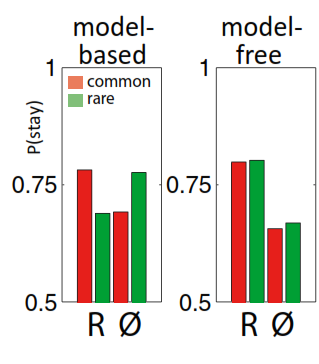 model-
based
model-
free
1
common
rare
P(stay)
0.75
0.5
R Ø
1
0.75
0.5
R Ø